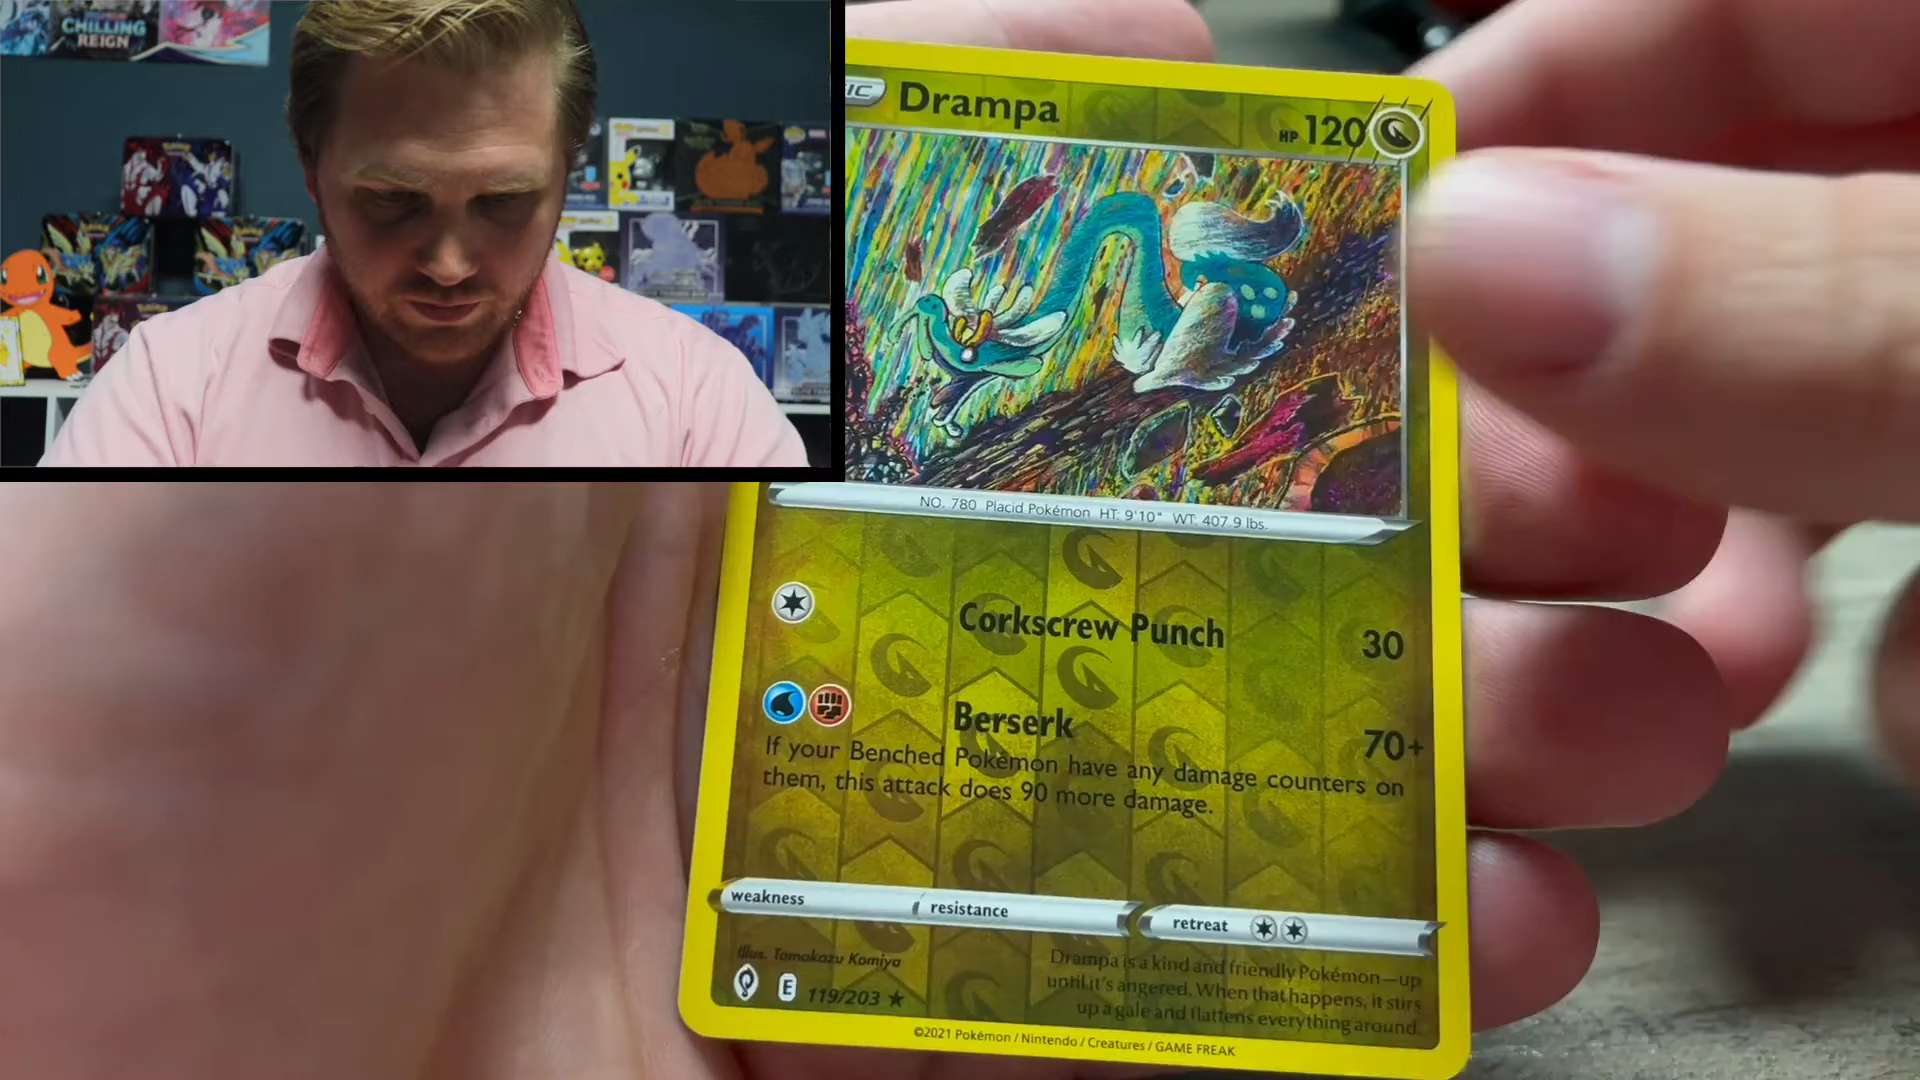 CHILLING
REIGN
IC
Drampa
HP 120
NO. 780 Placid Pokémon HT: 9'10" WT: 407.9 lbs.
Corkscrew Punch 30
Berserk 70+
If your Benched Pokémon have any damage counters on
them, this attack does 90 more damage.
weakness resistance retreat
Illus. Tomokazu Komiya
E 119/203
Drampa is a kind and friendly Pokémon—up
until it's angered. When that happens, it stirs
up a gale and flattens everything around.
©2021 Pokémon / Nintendo / Creatures / GAME FREAK